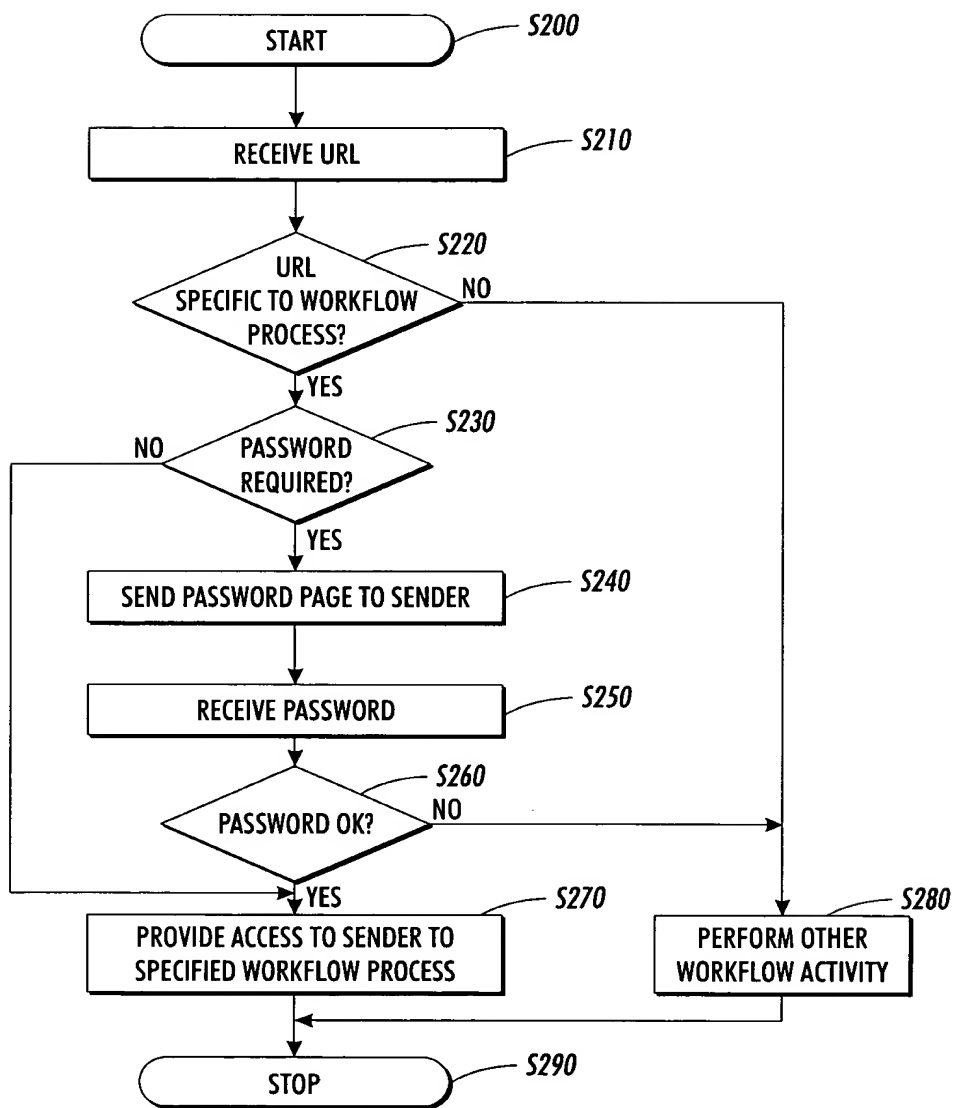 START
S200
RECEIVE URL
S210
S220
URL
SPECIFIC TO WORKFLOW
PROCESS?
NO
YES
S230
NO
PASSWORD
REQUIRED?
YES
S240
SEND PASSWORD PAGE TO SENDER
S250
RECEIVE PASSWORD
S260
NO
PASSWORD OK?
YES
S270
PROVIDE ACCESS TO SENDER TO
SPECIFIED WORKFLOW PROCESS
S280
PERFORM OTHER
WORKFLOW ACTIVITY
S290
STOP